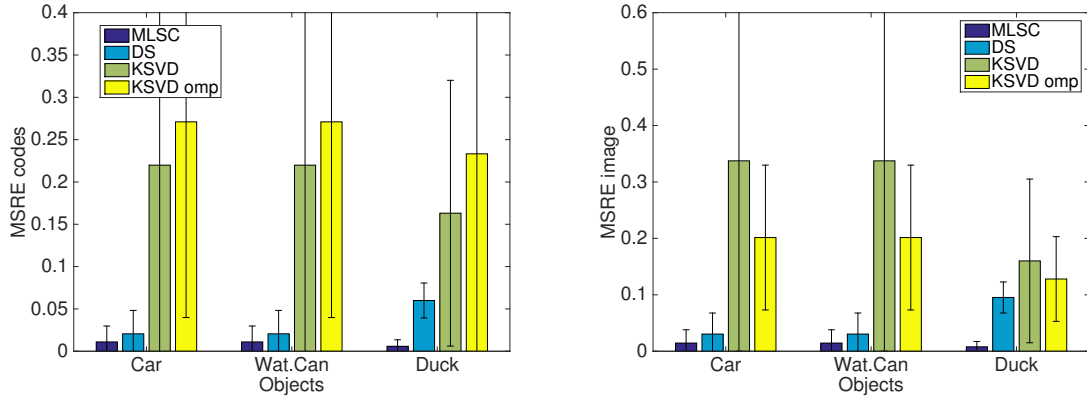 0.4
0.35
0.3
0.25
0.2
0.15
0.1
0.05
0
MSRE codes
MLSC
DS
KSVD
KSVD omp
Car
Wat.Can
Duck
Objects
0.6
0.5
0.4
0.3
0.2
0.1
0
MSRE image
MLSC
DS
KSVD
KSVD omp
Car
Wat.Can
Duck
Objects